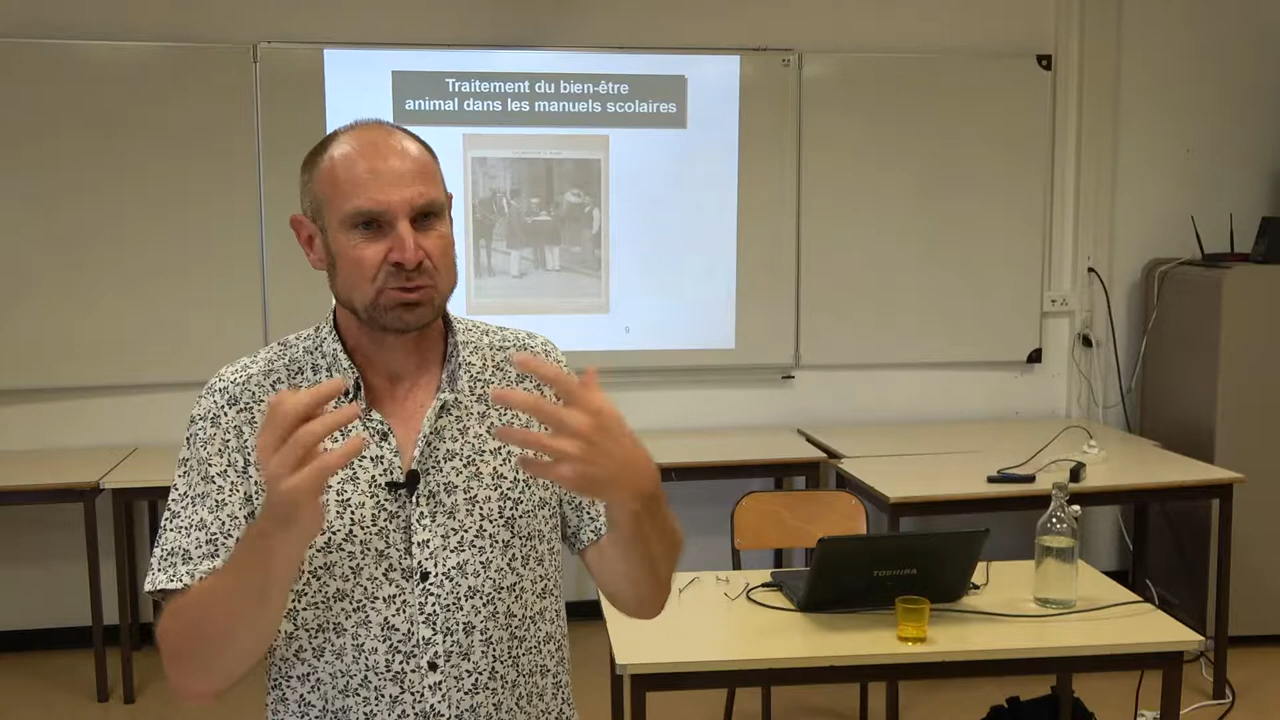 Traitement du bien-être
animal dans les manuels scolaires
9
TOSHIBA